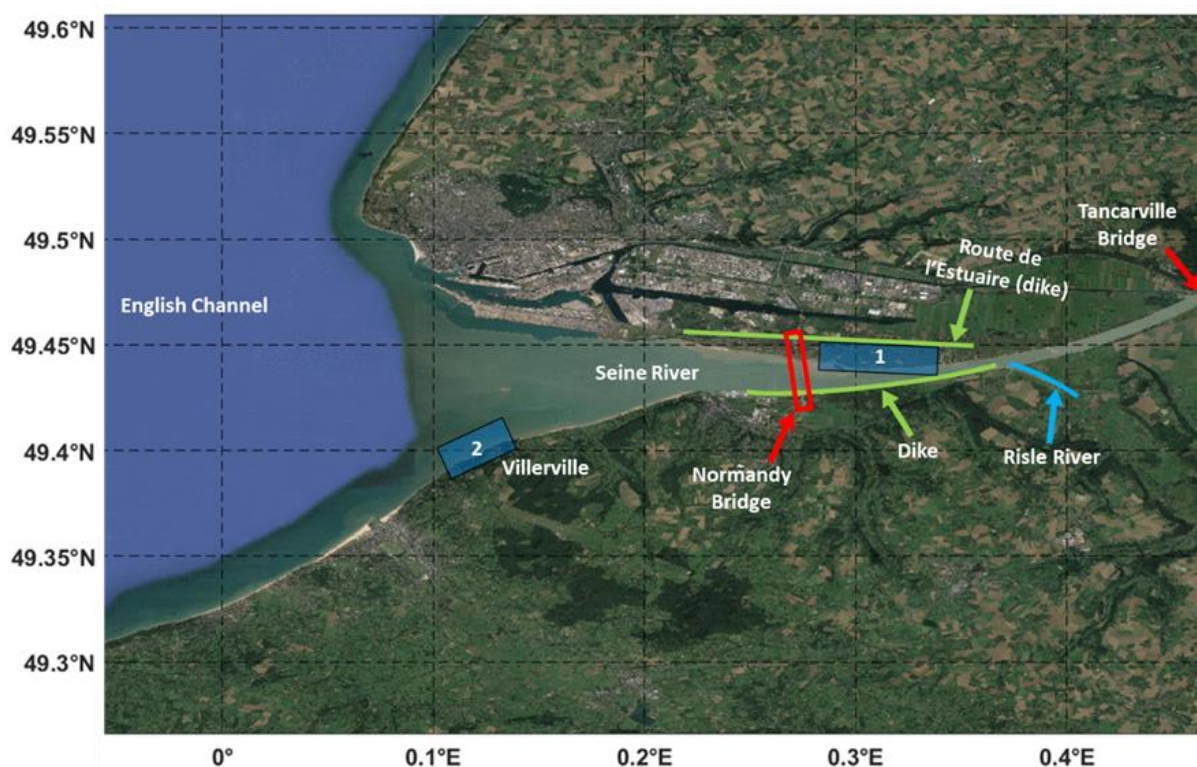 49.6°N
49.55°N
49.5°N
49.45°N
49.4°N
49.35°N
49.3°N
English Channel
Seine River
Tancarville
Bridge
Route de
l'Estuaire (dike)
1
2
Villerville
Normandy
Bridge
Dike
Risle River
0°
0.1°E
0.2°E
0.3°E
0.4°E